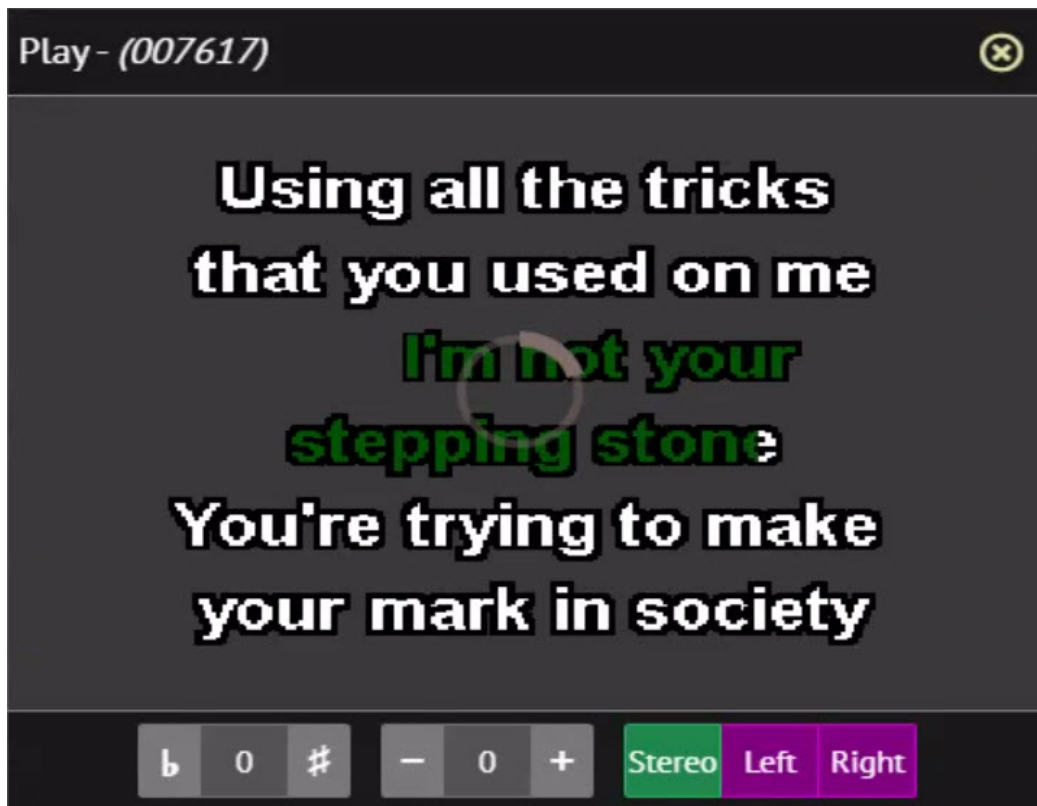 Play - (007617)
Using all the tricks
that you used on me
I'm not your
stepping stone
You're trying to make
your mark in society
♭ 0 ♯ − 0 + Stereo Left Right